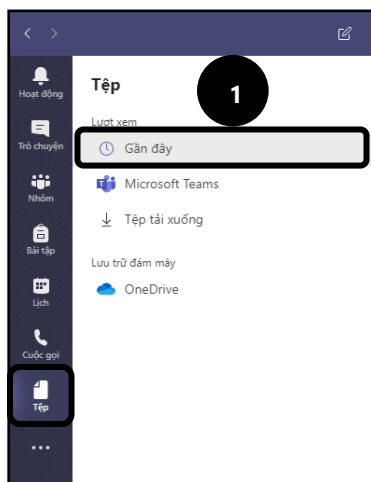 Hoạt động
Trò chuyện
Nhóm
Bài tập
Lịch
Cuộc gọi
Tệp
Tệp
1
Lượt xem
Gần đây
Microsoft Teams
Tệp tải xuống
Lưu trữ đám mây
OneDrive